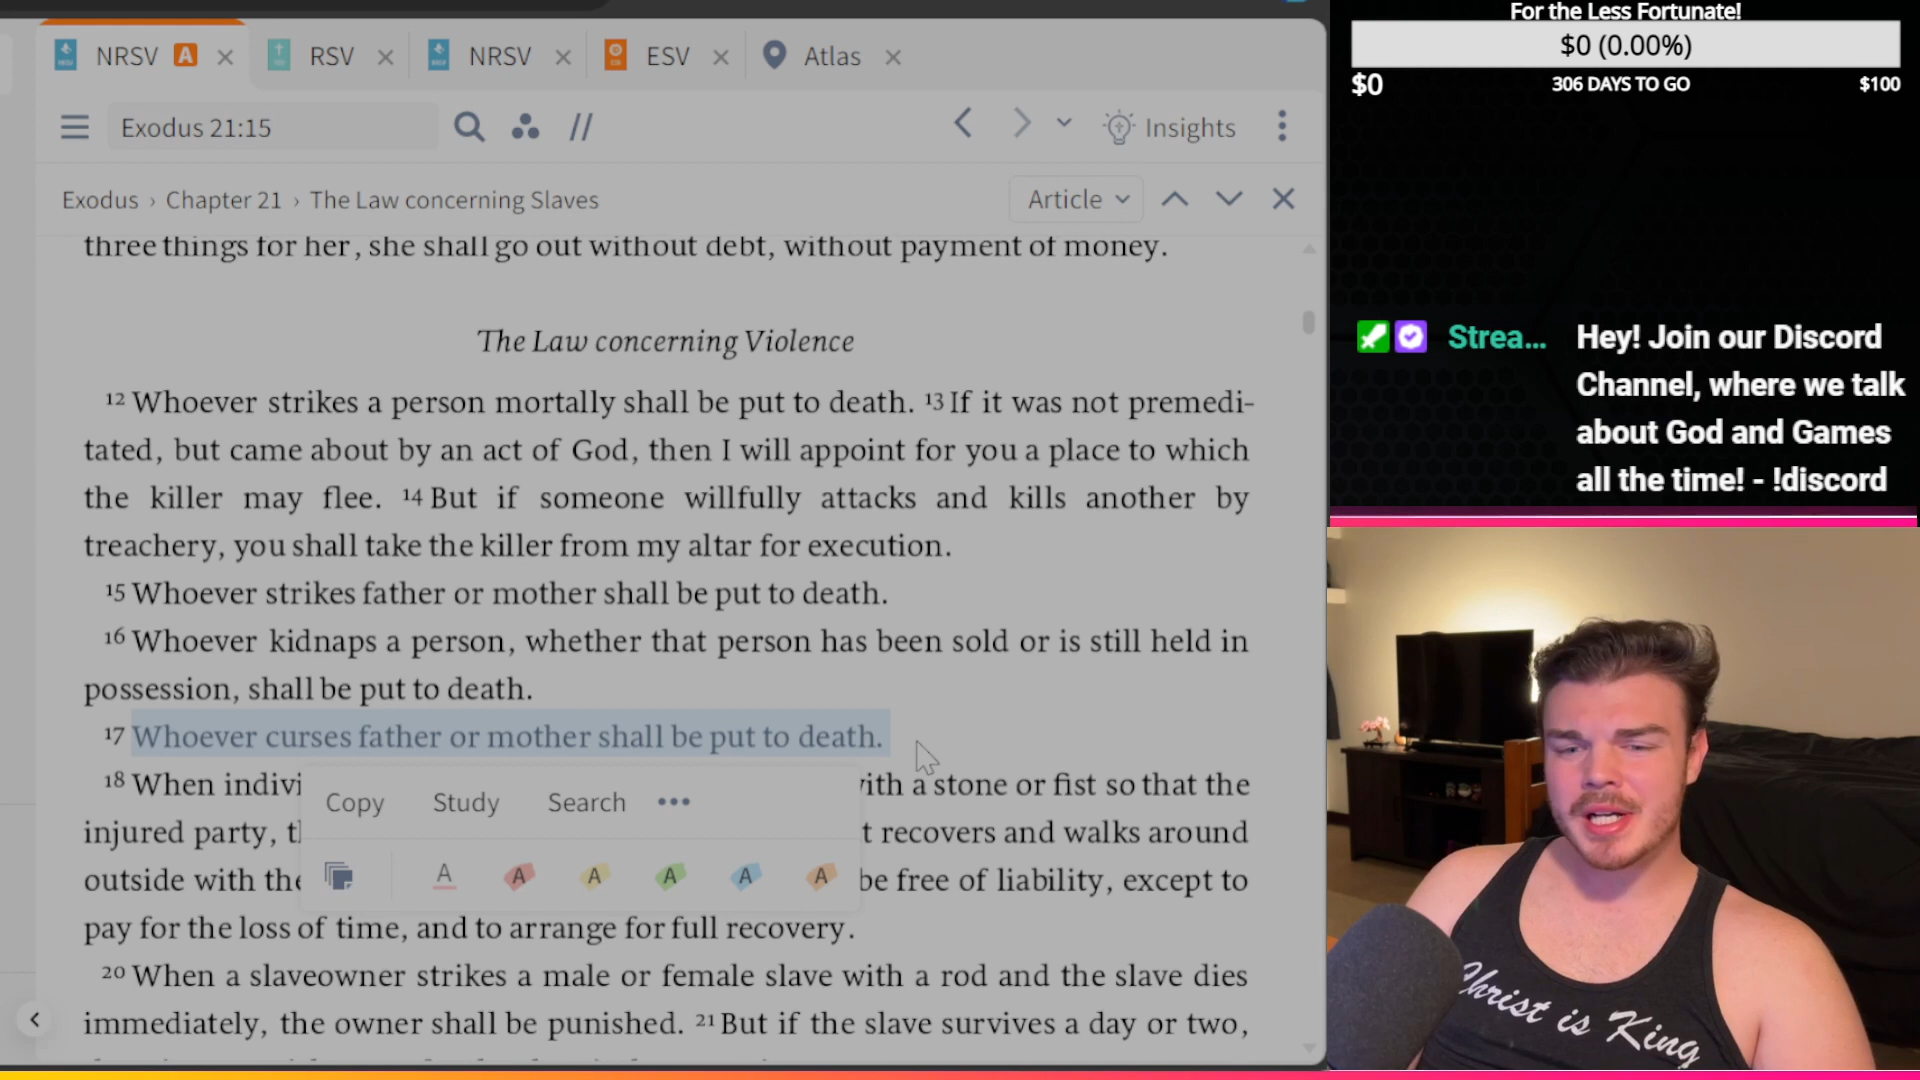 NRSV A
RSV
NRSV
ESV
Atlas
Exodus 21:15
Insights
Exodus › Chapter 21 › The Law concerning Slaves
Article
three things for her, she shall go out without debt, without payment of money.
The Law concerning Violence
12 Whoever strikes a person mortally shall be put to death. 13 If it was not premedi-
tated, but came about by an act of God, then I will appoint for you a place to which
the killer may flee. 14 But if someone willfully attacks and kills another by
treachery, you shall take the killer from my altar for execution.
15 Whoever strikes father or mother shall be put to death.
16 Whoever kidnaps a person, whether that person has been sold or is still held in
possession, shall be put to death.
17 Whoever curses father or mother shall be put to death.
18 When indivi
with a stone or fist so that the
injured party, t
t recovers and walks around
outside with the
be free of liability, except to
pay for the loss of time, and to arrange for full recovery.
20 When a slaveowner strikes a male or female slave with a rod and the slave dies
immediately, the owner shall be punished. 21 But if the slave survives a day or two,
Copy
Study
Search
•••
A A A A A A
For the Less Fortunate!
$0 (0.00%)
$0
306 DAYS TO GO
$100
Strea... Hey! Join our Discord
Channel, where we talk
about God and Games
all the time! - !discord
Christ is King